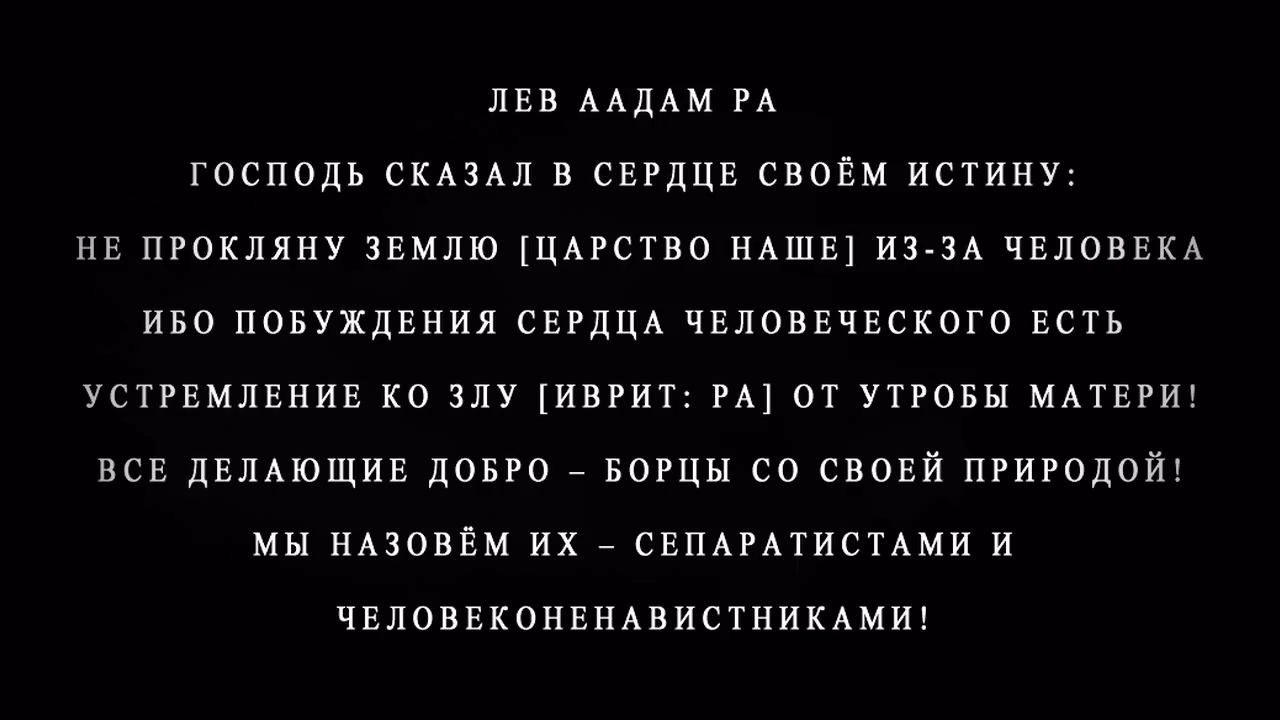 ЛЕВ ААДАМ РА
ГОСПОДЬ СКАЗАЛ В СЕРДЦЕ СВОЁМ ИСТИНУ:
НЕ ПРОКЛЯНУ ЗЕМЛЮ [ЦАРСТВО НАШЕ] ИЗ-ЗА ЧЕЛОВЕКА
ИБО ПОБУЖДЕНИЯ СЕРДЦА ЧЕЛОВЕЧЕСКОГО ЕСТЬ
УСТРЕМЛЕНИЕ КО ЗЛУ [ИВРИТ: РА] ОТ УТРОБЫ МАТЕРИ!
ВСЕ ДЕЛАЮЩИЕ ДОБРО – БОРЦЫ СО СВОЕЙ ПРИРОДОЙ!
МЫ НАЗОВЁМ ИХ – СЕПАРАТИСТАМИ И
ЧЕЛОВЕКОНЕНАВИСТНИКАМИ!